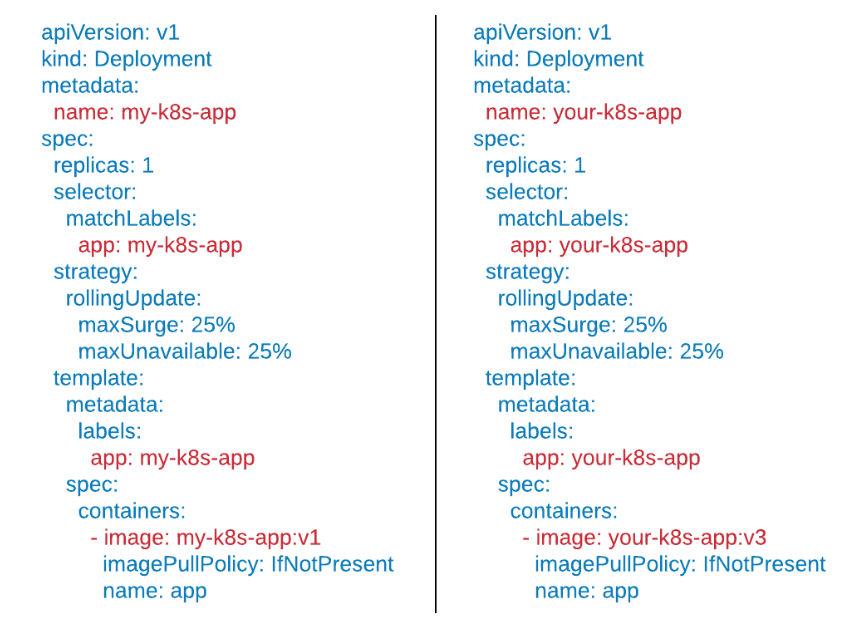 apiVersion: v1
kind: Deployment
metadata:
  name: my-k8s-app
spec:
  replicas: 1
  selector:
    matchLabels:
      app: my-k8s-app
  strategy:
    rollingUpdate:
      maxSurge: 25%
      maxUnavailable: 25%
  template:
    metadata:
      labels:
        app: my-k8s-app
    spec:
      containers:
        - image: my-k8s-app:v1
          imagePullPolicy: IfNotPresent
          name: app
apiVersion: v1
kind: Deployment
metadata:
  name: your-k8s-app
spec:
  replicas: 1
  selector:
    matchLabels:
      app: your-k8s-app
  strategy:
    rollingUpdate:
      maxSurge: 25%
      maxUnavailable: 25%
  template:
    metadata:
      labels:
        app: your-k8s-app
    spec:
      containers:
        - image: your-k8s-app:v3
          imagePullPolicy: IfNotPresent
          name: app